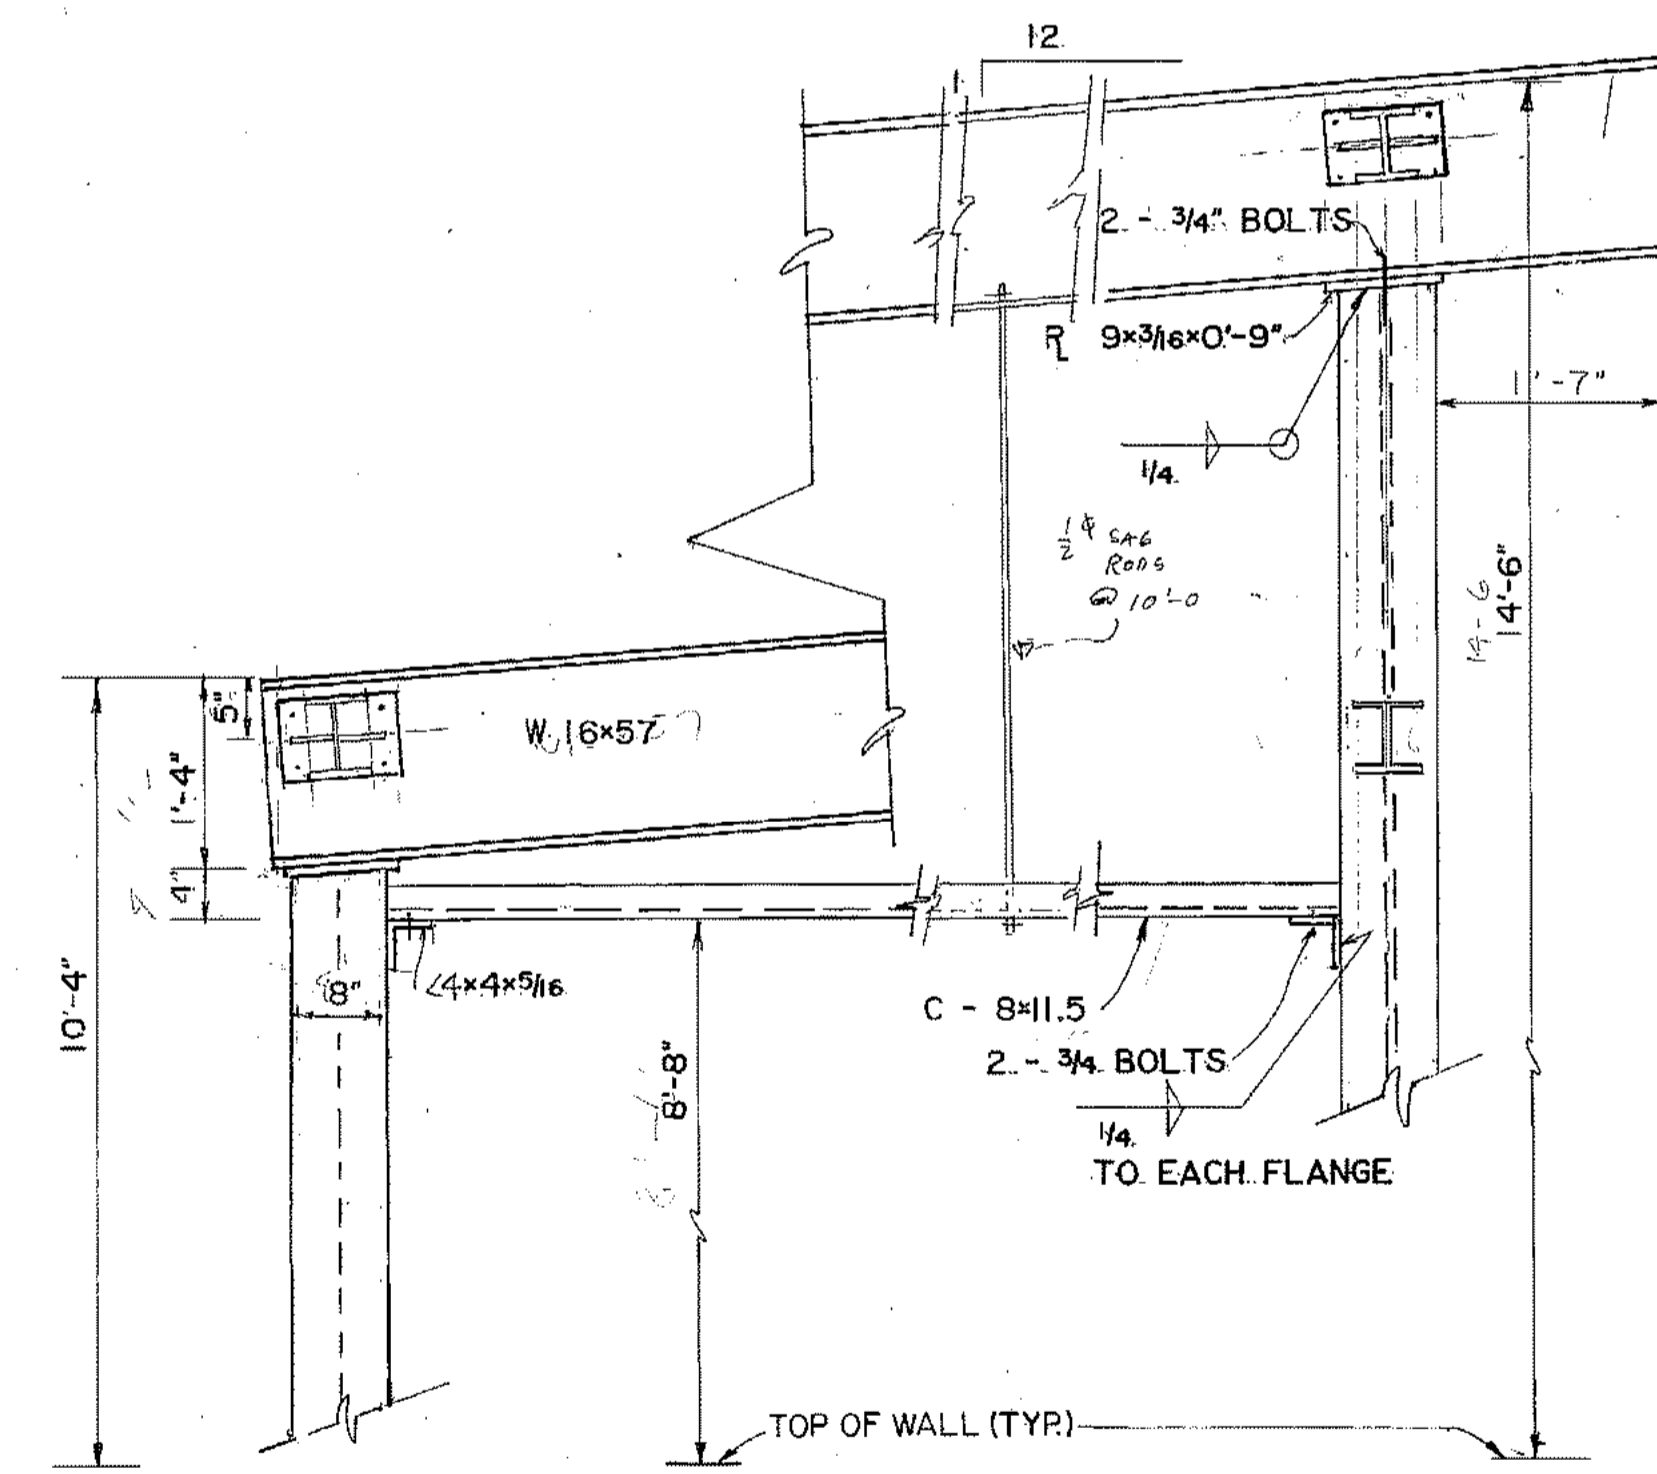 12
1
2 - 3/4" BOLTS
PL 9×3/16×0'-9"
1'-7"
1/4
1/2 ϕ SAG
RODS
@ 10'-0
14-6
14'-6"
5"
W 16×57
1'-4"
4"
10'-4"
8"
∠4×4×5/16
C - 8×11.5
8'-8"
2 - 3/4 BOLTS
1/4
TO EACH FLANGE
TOP OF WALL (TYP.)